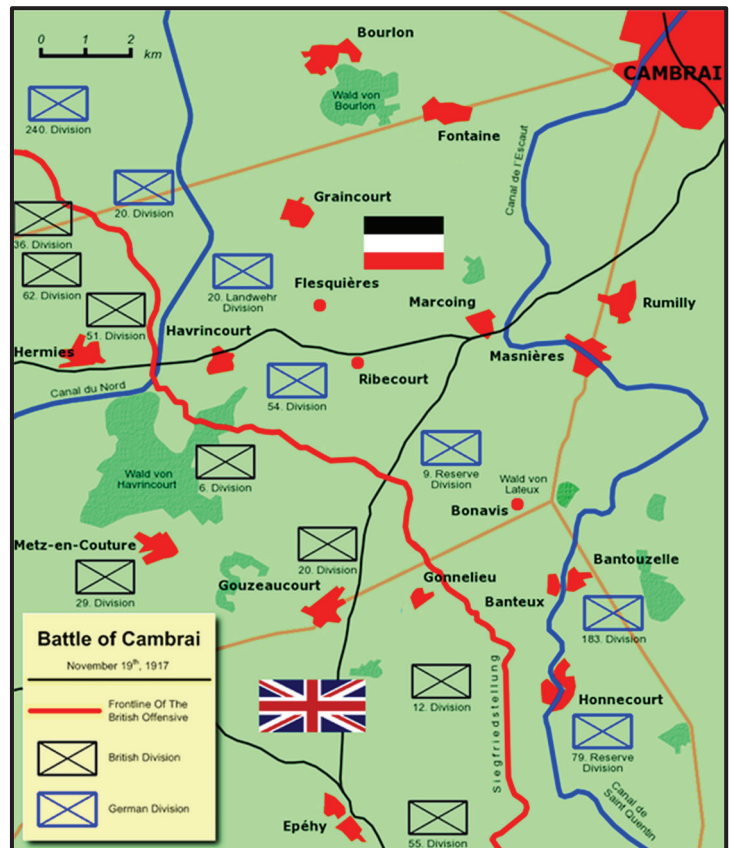 Bourlon
0 1 2
km
CAMBRAI
Wald von
Bourlon
240. Division
Fontaine
Canal de l'Escaut
20. Division
Graincourt
36. Division
62. Division
20. Landwehr
Division
Flesquières
Marcoing
Rumilly
51. Division
Havrincourt
Hermies
Masnières
Ribecourt
Canal du Nord
54. Division
Wald von
Havrincourt
6. Division
9. Reserve
Division
Wald von
Lateux
Bonavis
Metz-en-Couture
20. Division
Bantouzelle
29. Division
Gouzeaucourt
Gonnelieu
Banteux
183. Division
Battle of Cambrai
November 19th, 1917
Frontline Of The
British Offensive
British Division
German Division
Siegfriedstellung
12. Division
Honnecourt
79. Reserve
Division
Canal de
Saint Quentin
Epéhy
55. Division